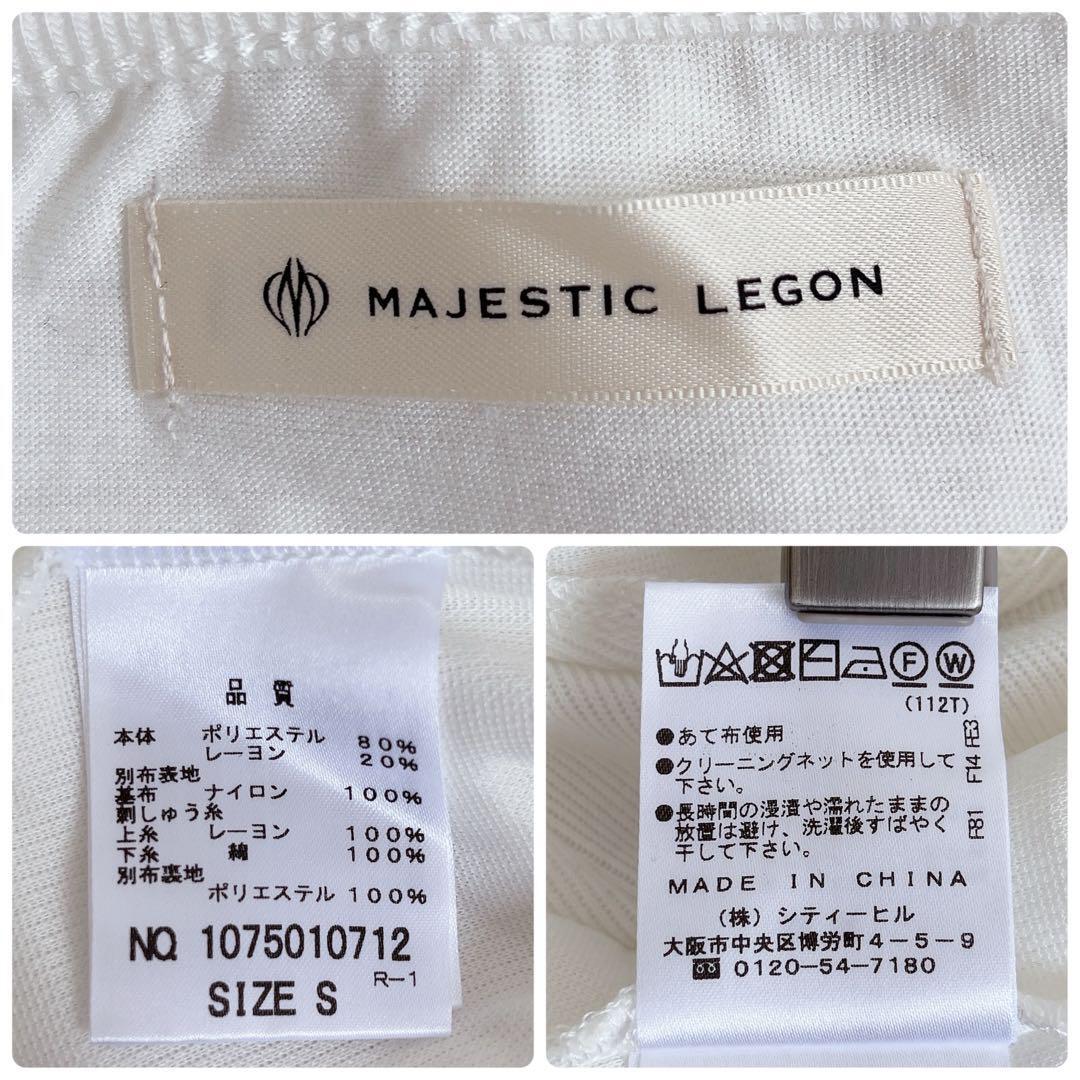 MAJESTIC LEGON
品質
本体 ポリエステル 80%
レーヨン 20%
別布表地
基布 ナイロン 100%
刺しゅう糸
上糸 レーヨン 100%
下糸 綿 100%
別布裏地
ポリエステル 100%
NO. 1075010712
R-1
SIZE S
F W
(112T)
●あて布使用
●クリーニングネットを使用して
下さい。
●長時間の浸漬や濡れたままの
放置は避け、洗濯後すばやく
干して下さい。
FB1 F14 FE3
MADE IN CHINA
(株) シティーヒル
大阪市中央区博労町4-5-9
0120-54-7180